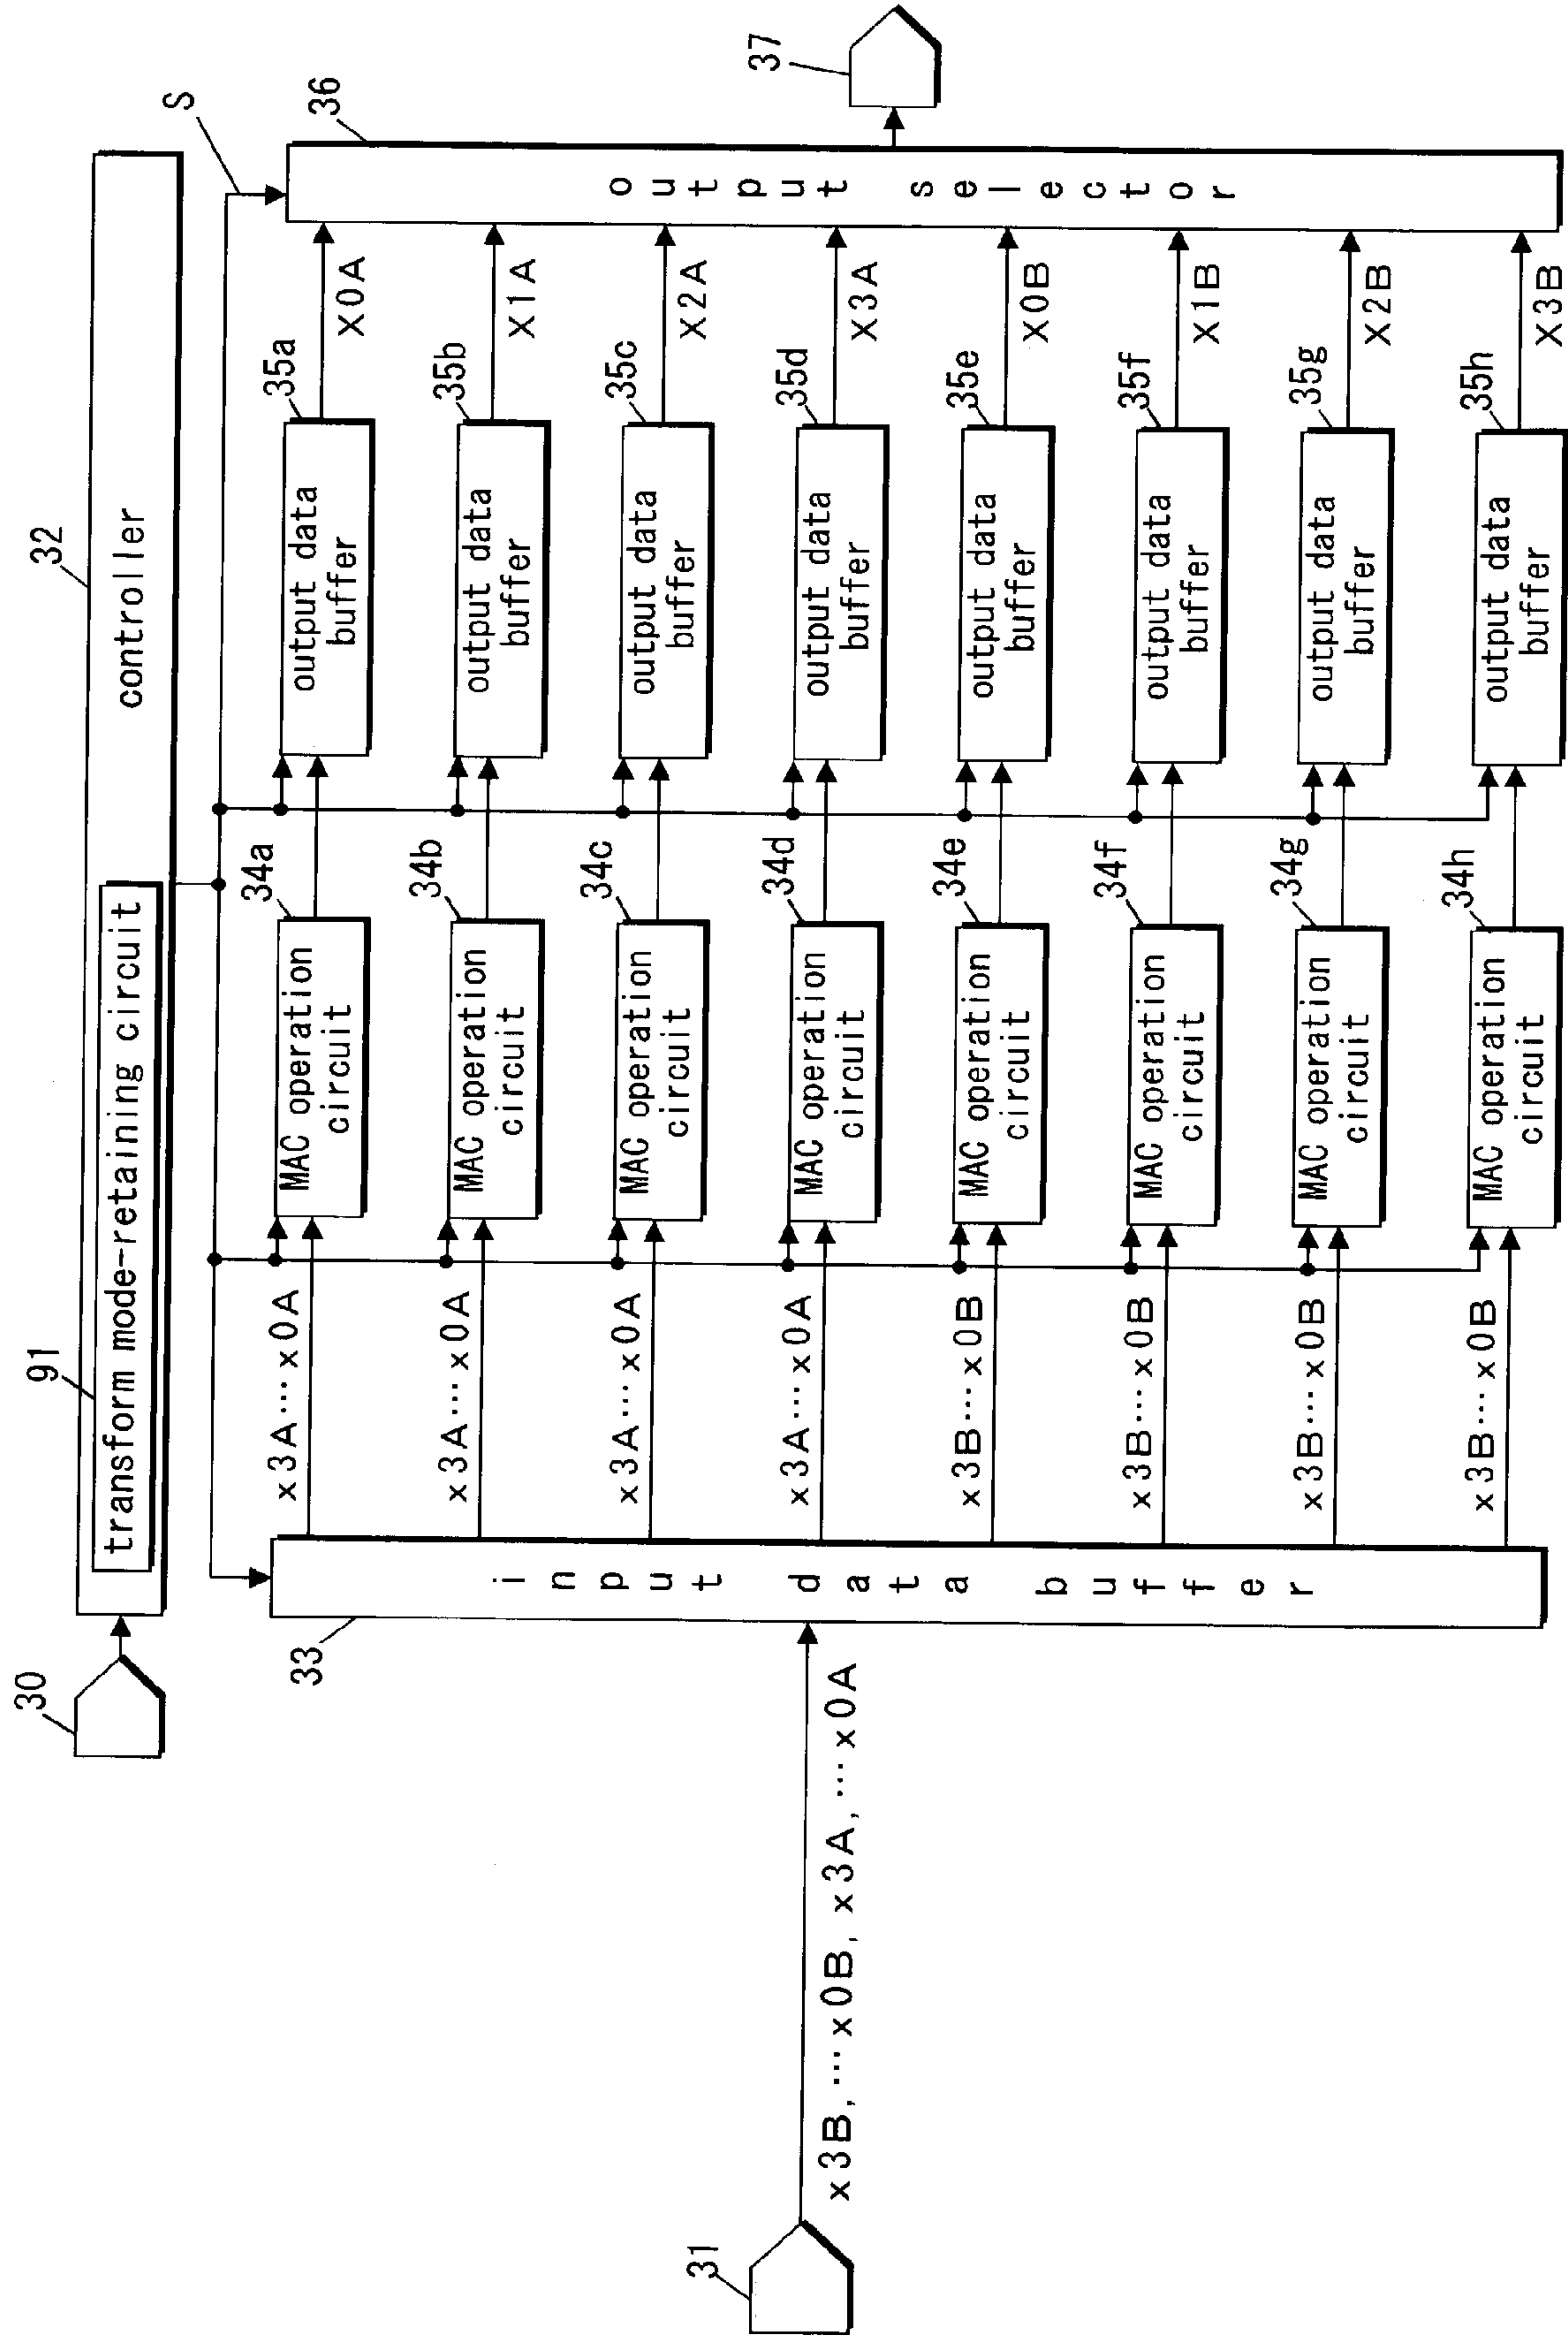 30
91
transform mode-retaining circuit
32
controller
S
33
input data buffer
31
x3B, ⋯x0B, x3A, ⋯x0A
x3A⋯x0A
34a
MAC operation
circuit
35a
output data
buffer
X0A
x3A⋯x0A
34b
MAC operation
circuit
35b
output data
buffer
X1A
x3A⋯x0A
34c
MAC operation
circuit
35c
output data
buffer
X2A
x3A⋯x0A
34d
MAC operation
circuit
35d
output data
buffer
X3A
x3B⋯x0B
34e
MAC operation
circuit
35e
output data
buffer
X0B
x3B⋯x0B
34f
MAC operation
circuit
35f
output data
buffer
X1B
x3B⋯x0B
34g
MAC operation
circuit
35g
output data
buffer
X2B
x3B⋯x0B
34h
MAC operation
circuit
35h
output data
buffer
X3B
36
output selector
37